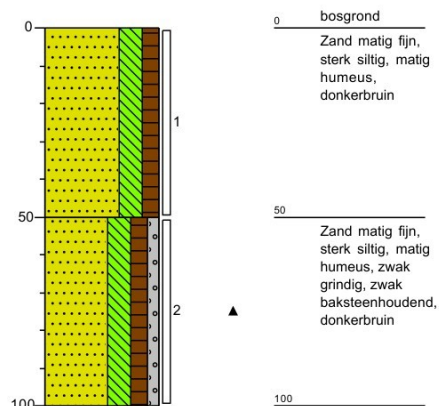 bosgrond
0
0
Zand matig fijn,
sterk siltig, matig
humeus,
donkerbruin
1
50
50
Zand matig fijn,
sterk siltig, matig
humeus, zwak
grindig, zwak
baksteenhoudend,
donkerbruin
2
100
100